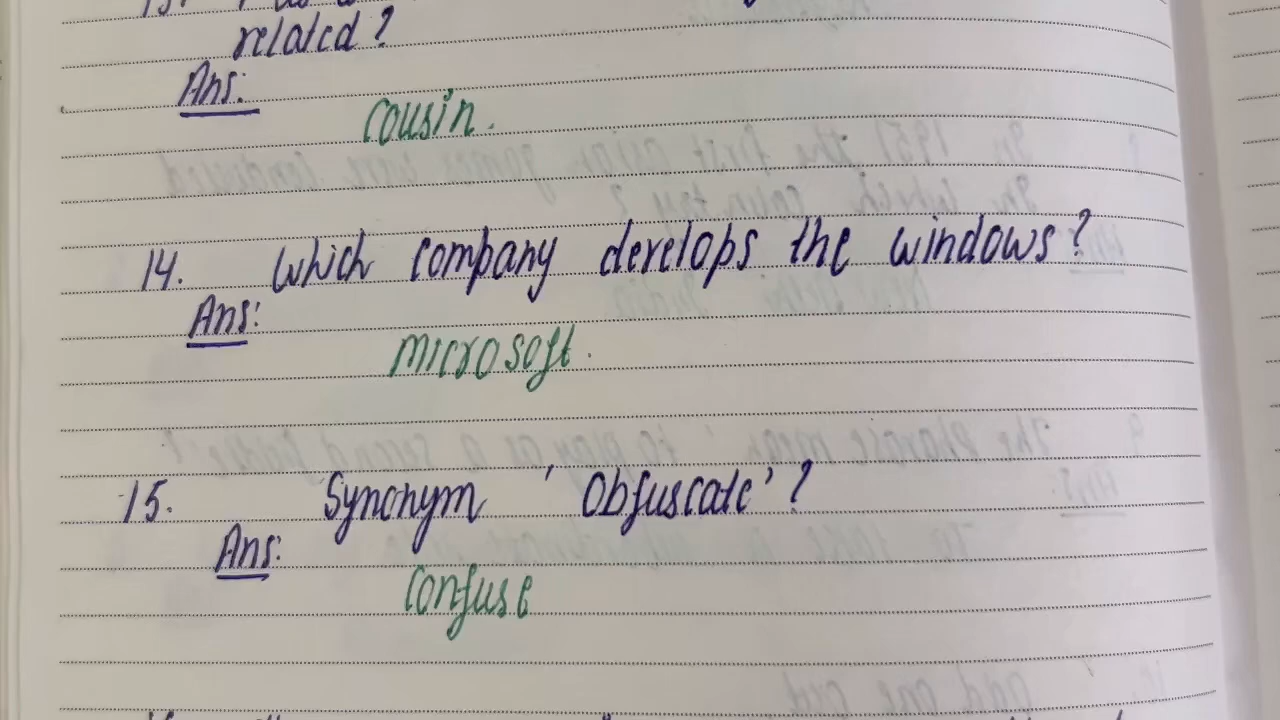 related?
Ans:
cousin.
14. Which company develops the windows?
Ans:
microsoft.
15. Synonym 'Obfuscate'?
Ans:
confuse